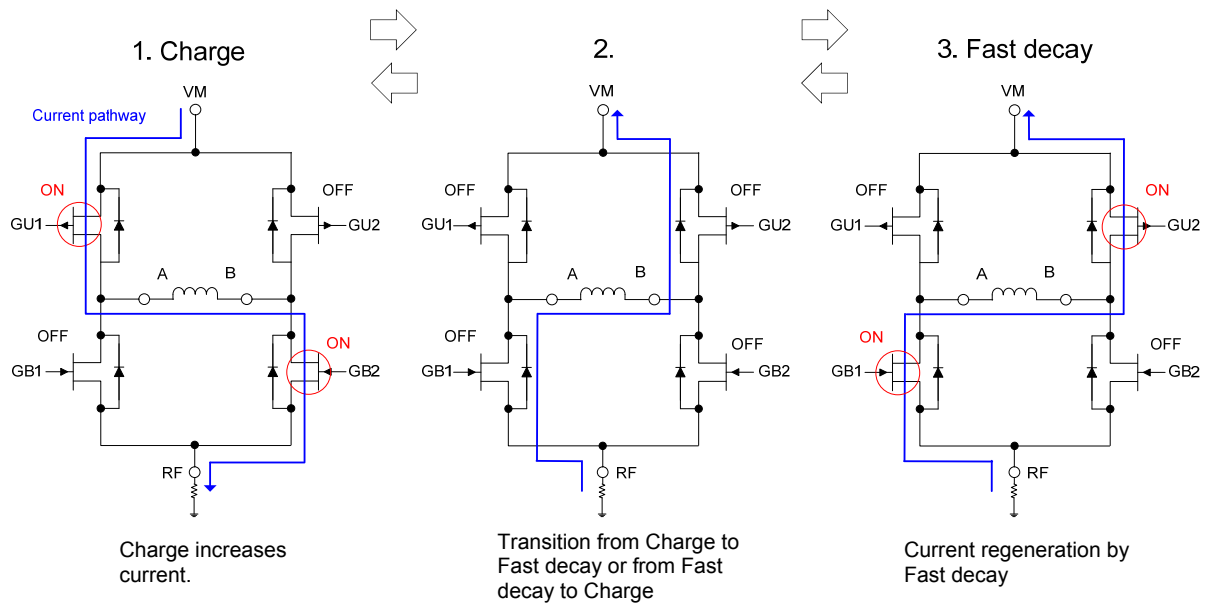 1. Charge
2.
3. Fast decay
VM
Current pathway
ON
OFF
GU1
GU2
A
B
OFF
ON
GB1
GB2
RF
Charge increases
current.
VM
OFF
OFF
GU1
GU2
A
B
OFF
OFF
GB1
GB2
RF
Transition from Charge to
Fast decay or from Fast
decay to Charge
VM
OFF
ON
GU1
GU2
A
B
ON
OFF
GB1
GB2
RF
Current regeneration by
Fast decay